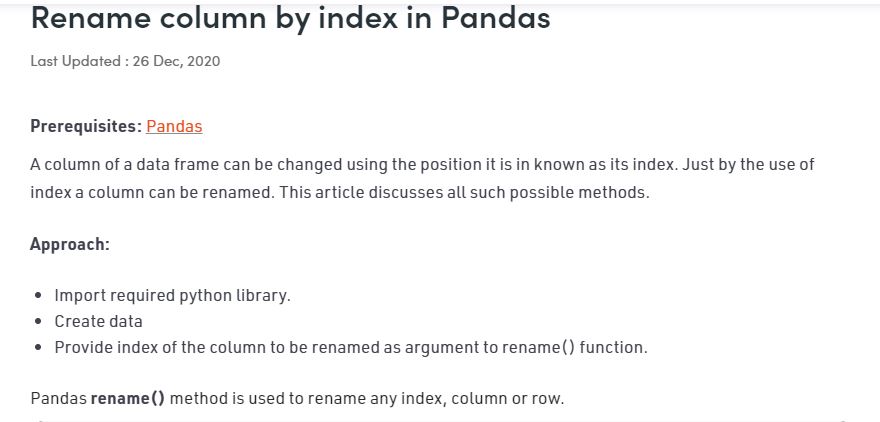 Rename column by index in Pandas
Last Updated : 26 Dec, 2020
Prerequisites: Pandas
A column of a data frame can be changed using the position it is in known as its index. Just by the use of
index a column can be renamed. This article discusses all such possible methods.
Approach:
• Import required python library.
• Create data
• Provide index of the column to be renamed as argument to rename() function.
Pandas rename() method is used to rename any index, column or row.